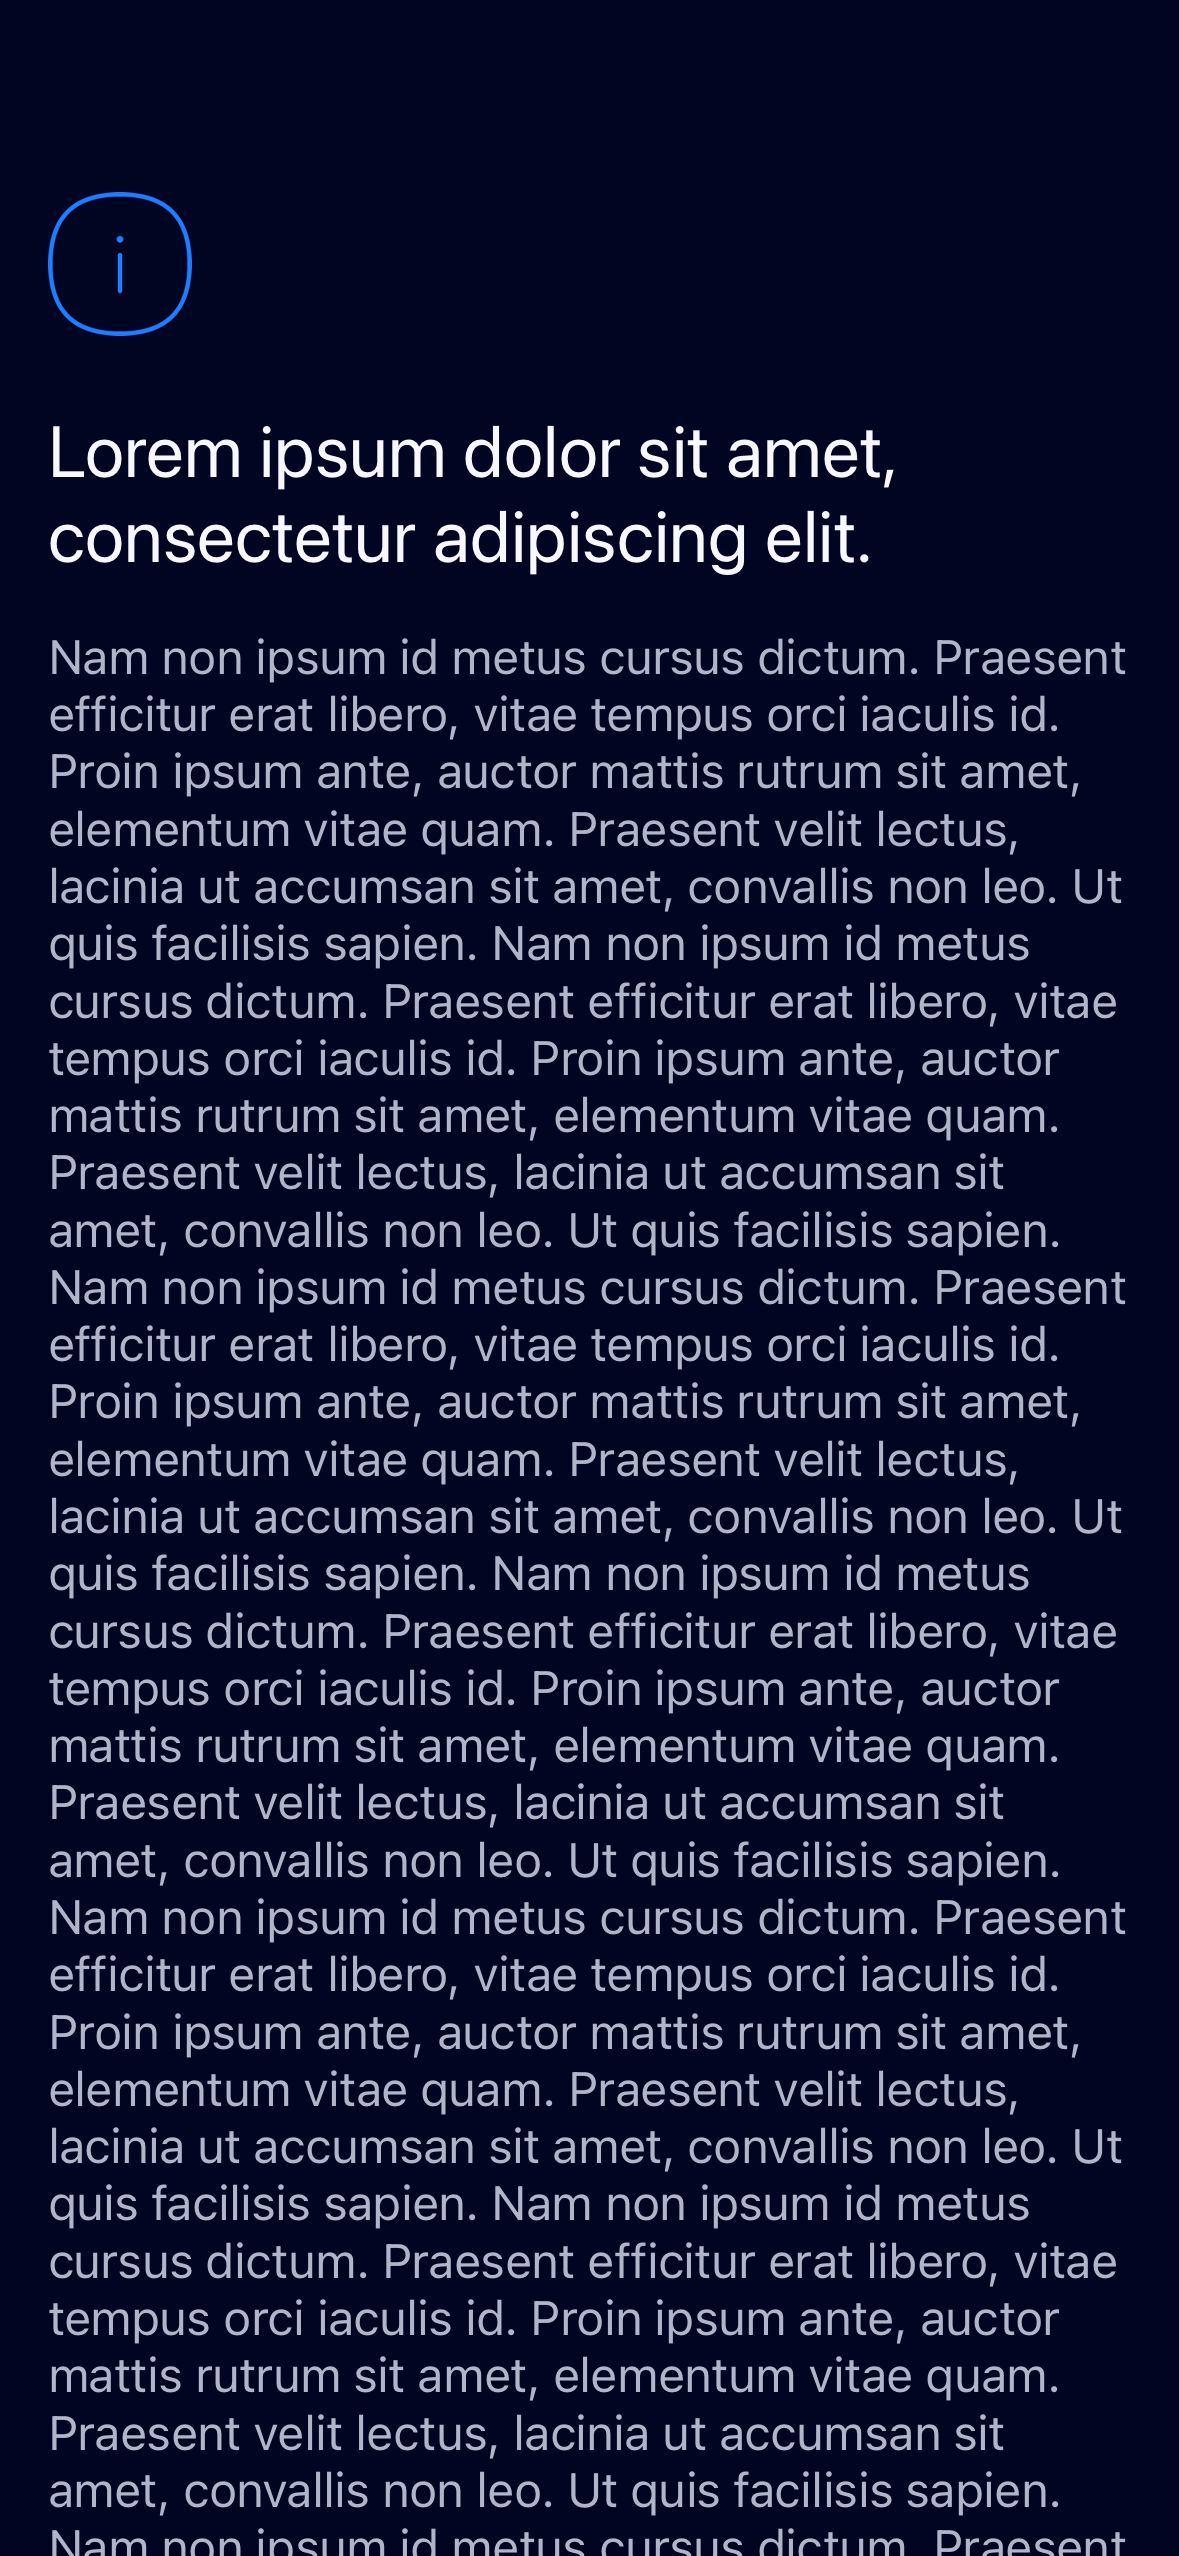 Lorem ipsum dolor sit amet,
consectetur adipiscing elit.
Nam non ipsum id metus cursus dictum. Praesent
efficitur erat libero, vitae tempus orci iaculis id.
Proin ipsum ante, auctor mattis rutrum sit amet,
elementum vitae quam. Praesent velit lectus,
lacinia ut accumsan sit amet, convallis non leo. Ut
quis facilisis sapien. Nam non ipsum id metus
cursus dictum. Praesent efficitur erat libero, vitae
tempus orci iaculis id. Proin ipsum ante, auctor
mattis rutrum sit amet, elementum vitae quam.
Praesent velit lectus, lacinia ut accumsan sit
amet, convallis non leo. Ut quis facilisis sapien.
Nam non ipsum id metus cursus dictum. Praesent
efficitur erat libero, vitae tempus orci iaculis id.
Proin ipsum ante, auctor mattis rutrum sit amet,
elementum vitae quam. Praesent velit lectus,
lacinia ut accumsan sit amet, convallis non leo. Ut
quis facilisis sapien. Nam non ipsum id metus
cursus dictum. Praesent efficitur erat libero, vitae
tempus orci iaculis id. Proin ipsum ante, auctor
mattis rutrum sit amet, elementum vitae quam.
Praesent velit lectus, lacinia ut accumsan sit
amet, convallis non leo. Ut quis facilisis sapien.
Nam non ipsum id metus cursus dictum. Praesent
efficitur erat libero, vitae tempus orci iaculis id.
Proin ipsum ante, auctor mattis rutrum sit amet,
elementum vitae quam. Praesent velit lectus,
lacinia ut accumsan sit amet, convallis non leo. Ut
quis facilisis sapien. Nam non ipsum id metus
cursus dictum. Praesent efficitur erat libero, vitae
tempus orci iaculis id. Proin ipsum ante, auctor
mattis rutrum sit amet, elementum vitae quam.
Praesent velit lectus, lacinia ut accumsan sit
amet, convallis non leo. Ut quis facilisis sapien.
Nam non ipsum id metus cursus dictum. Praesent